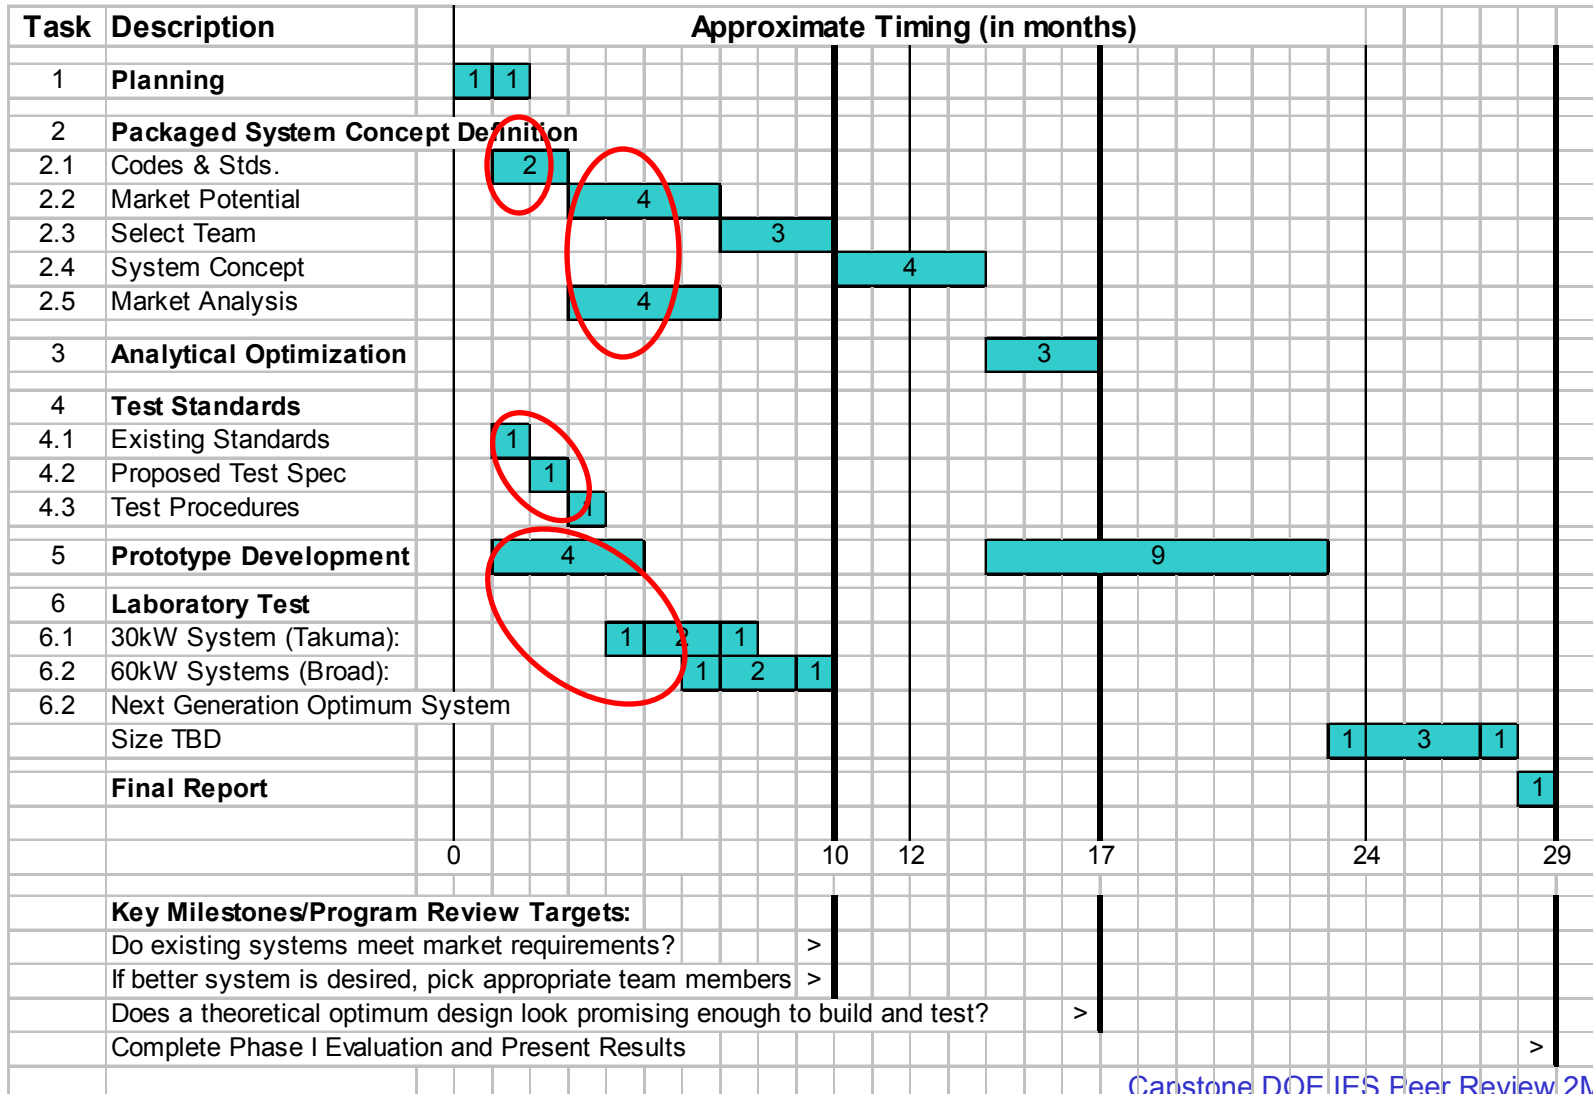 Task Description Approximate Timing (in months)
1 Planning 1 1
2 Packaged System Concept Definition
2.1 Codes & Stds. 2
2.2 Market Potential 4
2.3 Select Team 3
2.4 System Concept 4
2.5 Market Analysis 4
3 Analytical Optimization 3
4 Test Standards
4.1 Existing Standards 1
4.2 Proposed Test Spec 1
4.3 Test Procedures 1
5 Prototype Development 4 9
6 Laboratory Test
6.1 30kW System (Takuma): 1 2 1
6.2 60kW Systems (Broad): 1 2 1
6.2 Next Generation Optimum System
Size TBD 1 3 1
Final Report 1
0 10 12 17 24 29
Key Milestones/Program Review Targets:
Do existing systems meet market requirements? >
If better system is desired, pick appropriate team members >
Does a theoretical optimum design look promising enough to build and test? >
Complete Phase I Evaluation and Present Results >
Capstone DOE IES Peer Review 2M